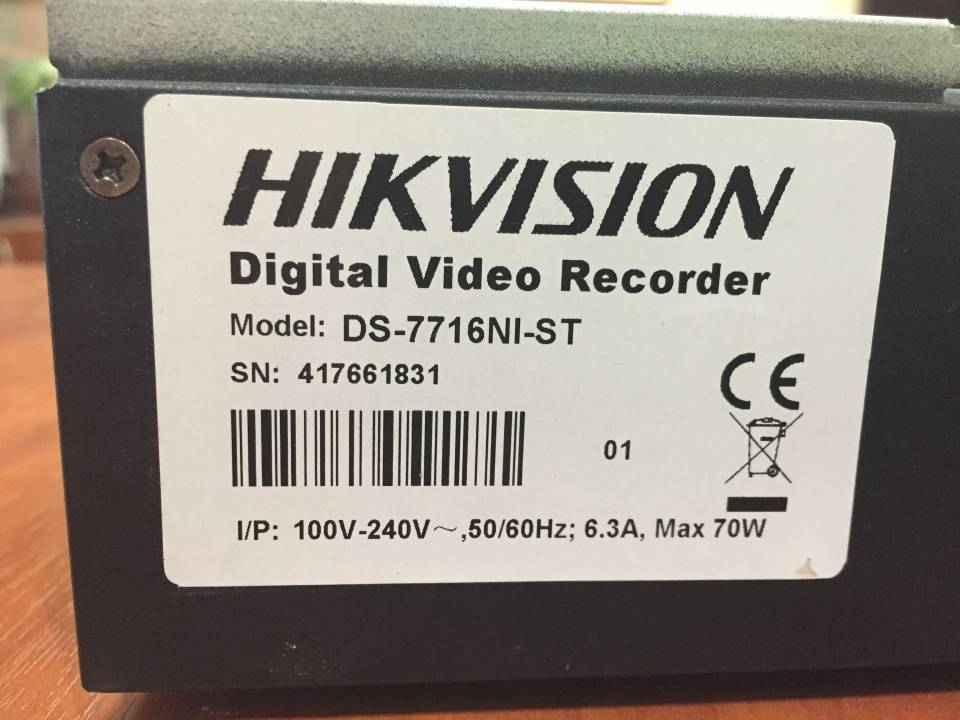 HIKVISION
Digital Video Recorder
Model: DS-7716NI-ST
SN: 417661831
CE
01
I/P: 100V-240V~,50/60Hz; 6.3A, Max 70W